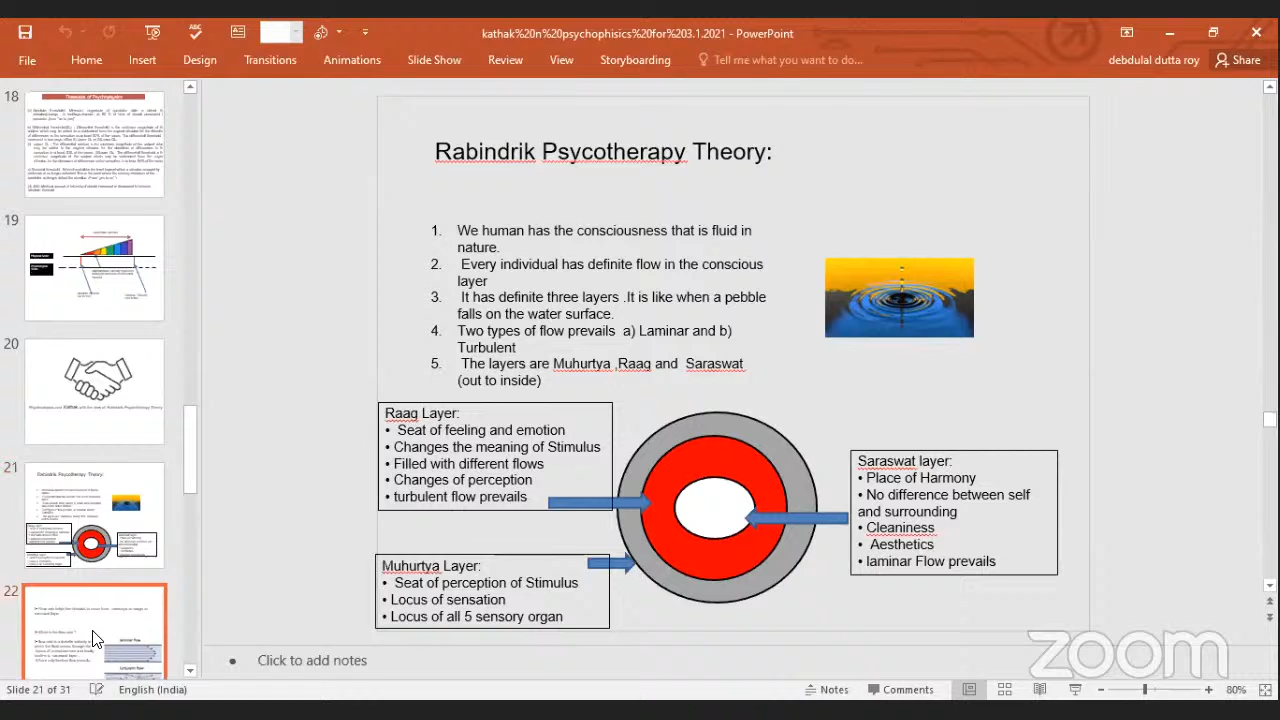 kathak%20n%20psychophisics%20for%203.1.2021 - PowerPoint
File
Home
Insert
Design
Transitions
Animations
Slide Show
Review
View
Storyboarding
Tell me what you want to do...
debdulal dutta roy
Share
18
19
20
21
Rabindrik Psycotherapy Theory:
22
Rabindrik Psycotherapy Theory:
1. We human has the consciousness that is fluid in
nature.
2. Every individual has definite flow in the conscious
layer
3. It has definite three layers .It is like when a pebble
falls on the water surface.
4. Two types of flow prevails a) Laminar and b)
Turbulent
5. The layers are Muhurtya ,Raag and Saraswat
(out to inside)
Raag Layer:
• Seat of feeling and emotion
• Changes the meaning of Stimulus
• Filled with different flows
• Changes of perception
• turbulent flow prevails
Muhurtya Layer:
• Seat of perception of Stimulus
• Locus of sensation
• Locus of all 5 sensory organ
Saraswat layer:
• Place of Harmony
• No difference between self
and surrounding
• Cleaniness
• Aesthetics
• laminar Flow prevails
• Click to add notes
zoom
Slide 21 of 31
English (India)
Notes
Comments
80%